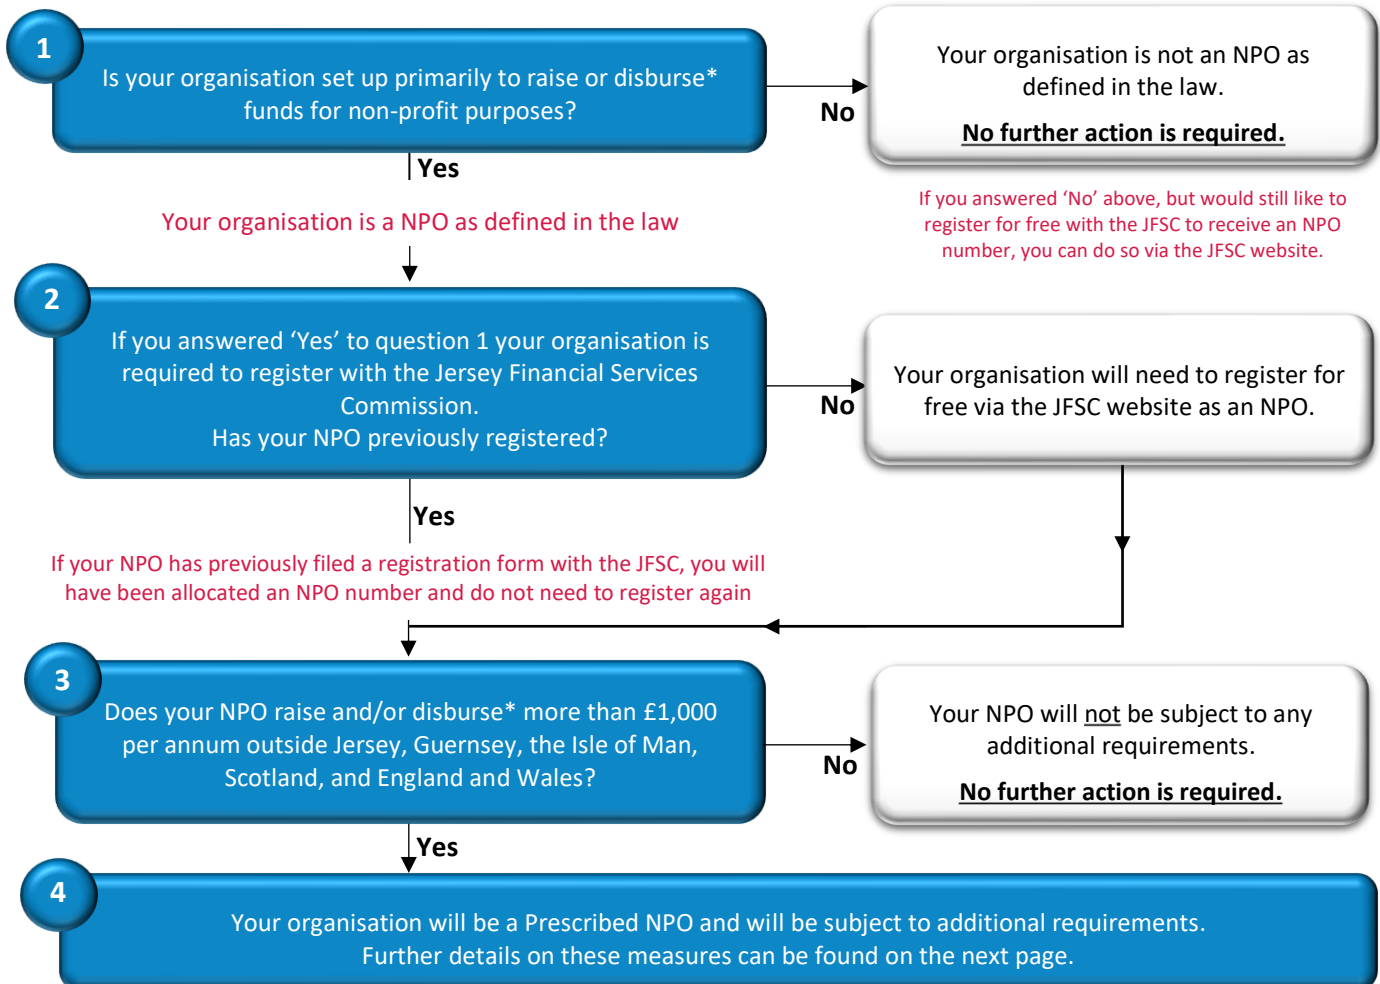 1
Is your organisation set up primarily to raise or disburse*
funds for non-profit purposes?
No
Your organisation is not an NPO as
defined in the law.
No further action is required.
Yes
If you answered ‘No’ above, but would still like to
register for free with the JFSC to receive an NPO
number, you can do so via the JFSC website.
Your organisation is a NPO as defined in the law
2
If you answered ‘Yes’ to question 1 your organisation is
required to register with the Jersey Financial Services
Commission.
Has your NPO previously registered?
No
Your organisation will need to register for
free via the JFSC website as an NPO.
Yes
If your NPO has previously filed a registration form with the JFSC, you will
have been allocated an NPO number and do not need to register again
3
Does your NPO raise and/or disburse* more than £1,000
per annum outside Jersey, Guernsey, the Isle of Man,
Scotland, and England and Wales?
No
Your NPO will not be subject to any
additional requirements.
No further action is required.
Yes
4
Your organisation will be a Prescribed NPO and will be subject to additional requirements.
Further details on these measures can be found on the next page.